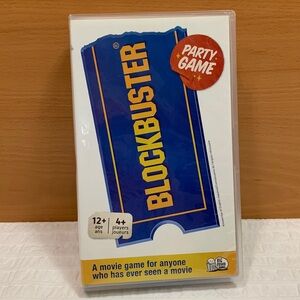 PARTY
GAME
BLOCKBUSTER®
12+
age
ans
4+
players
joueurs
A movie game for anyone
who has ever seen a movie